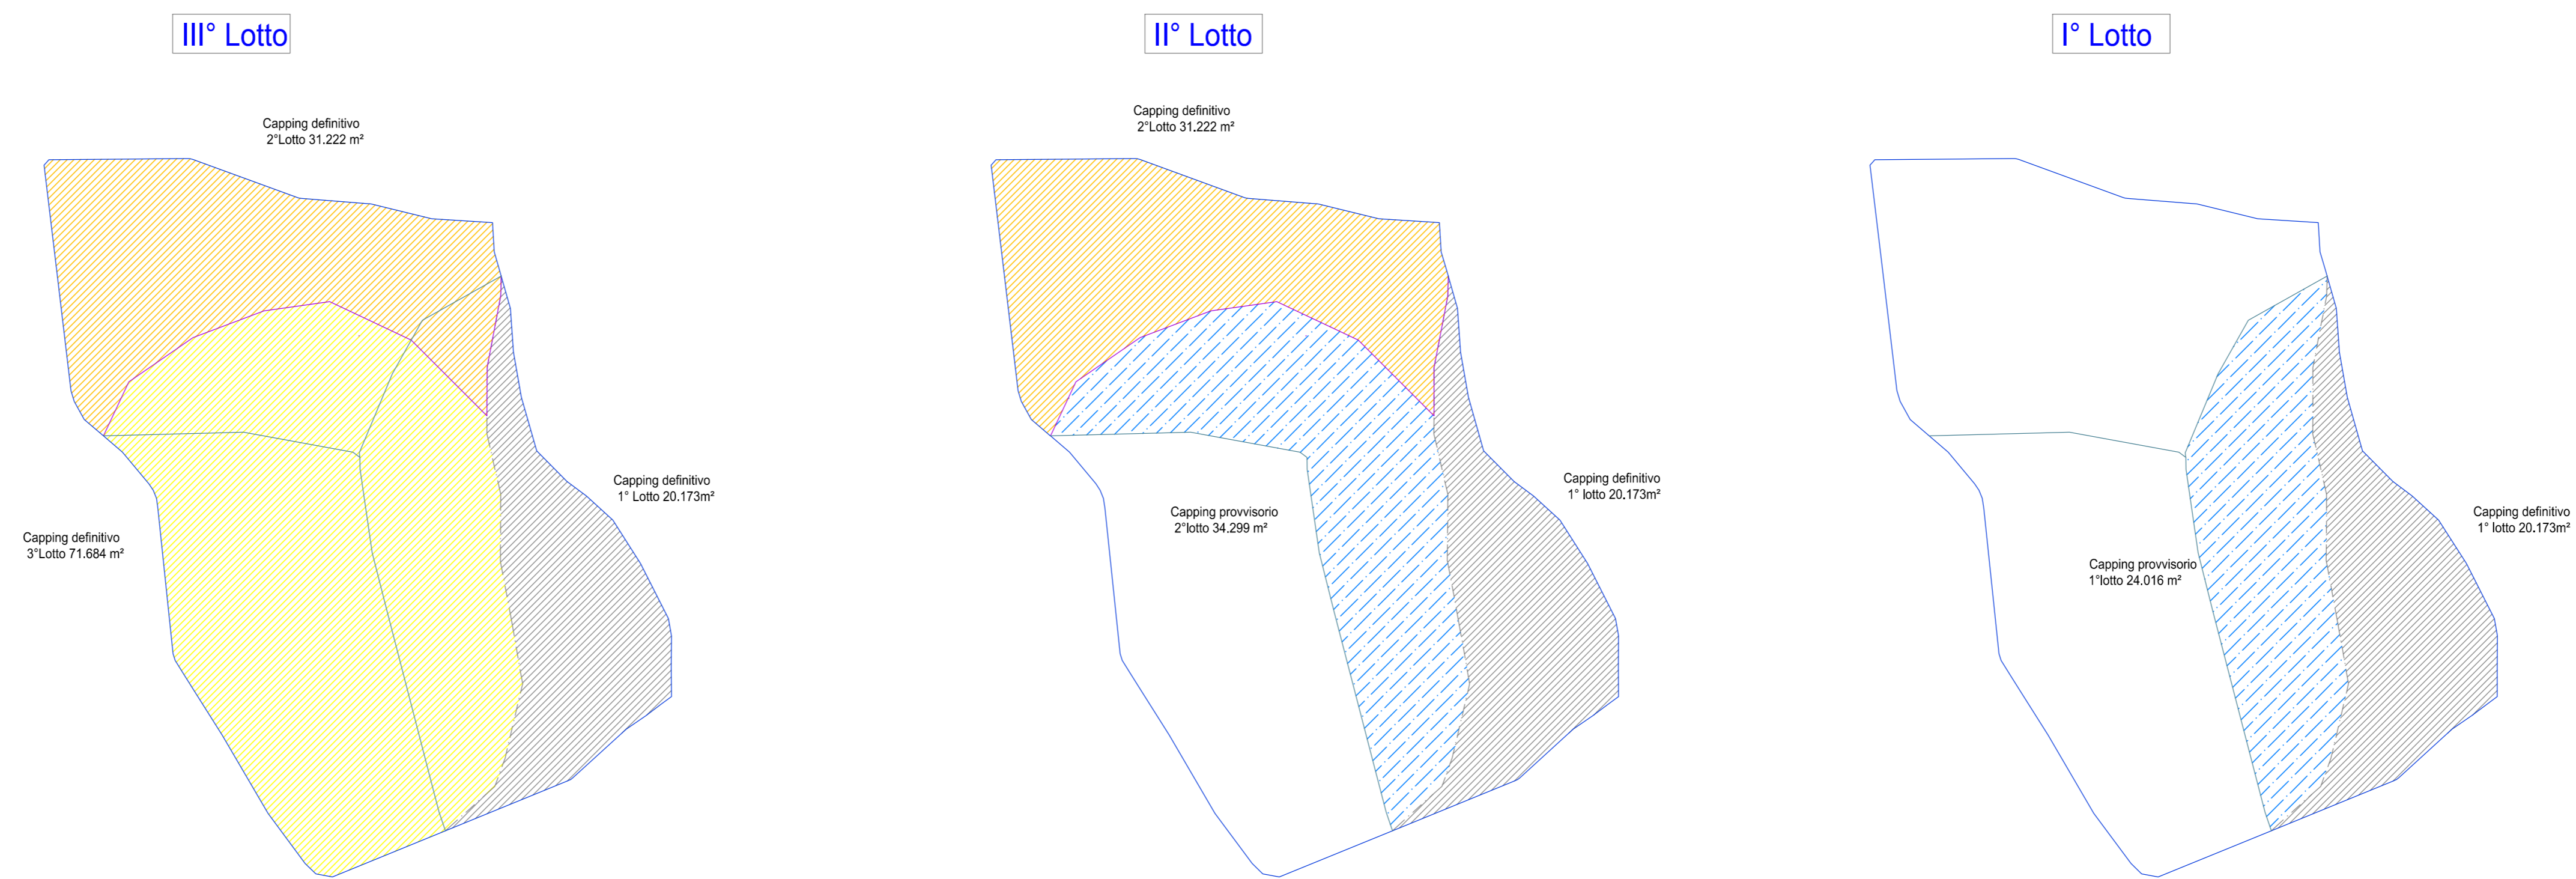 III° Lotto
Capping definitivo
2°Lotto 31.222 m²
Capping definitivo
1° Lotto 20.173m²
Capping definitivo
3°Lotto 71.684 m²
II° Lotto
Capping definitivo
2°Lotto 31.222 m²
Capping definitivo
1° lotto 20.173m²
Capping provvisorio
2°lotto 34.299 m²
I° Lotto
Capping definitivo
1° lotto 20.173m²
Capping provvisorio
1°lotto 24.016 m²